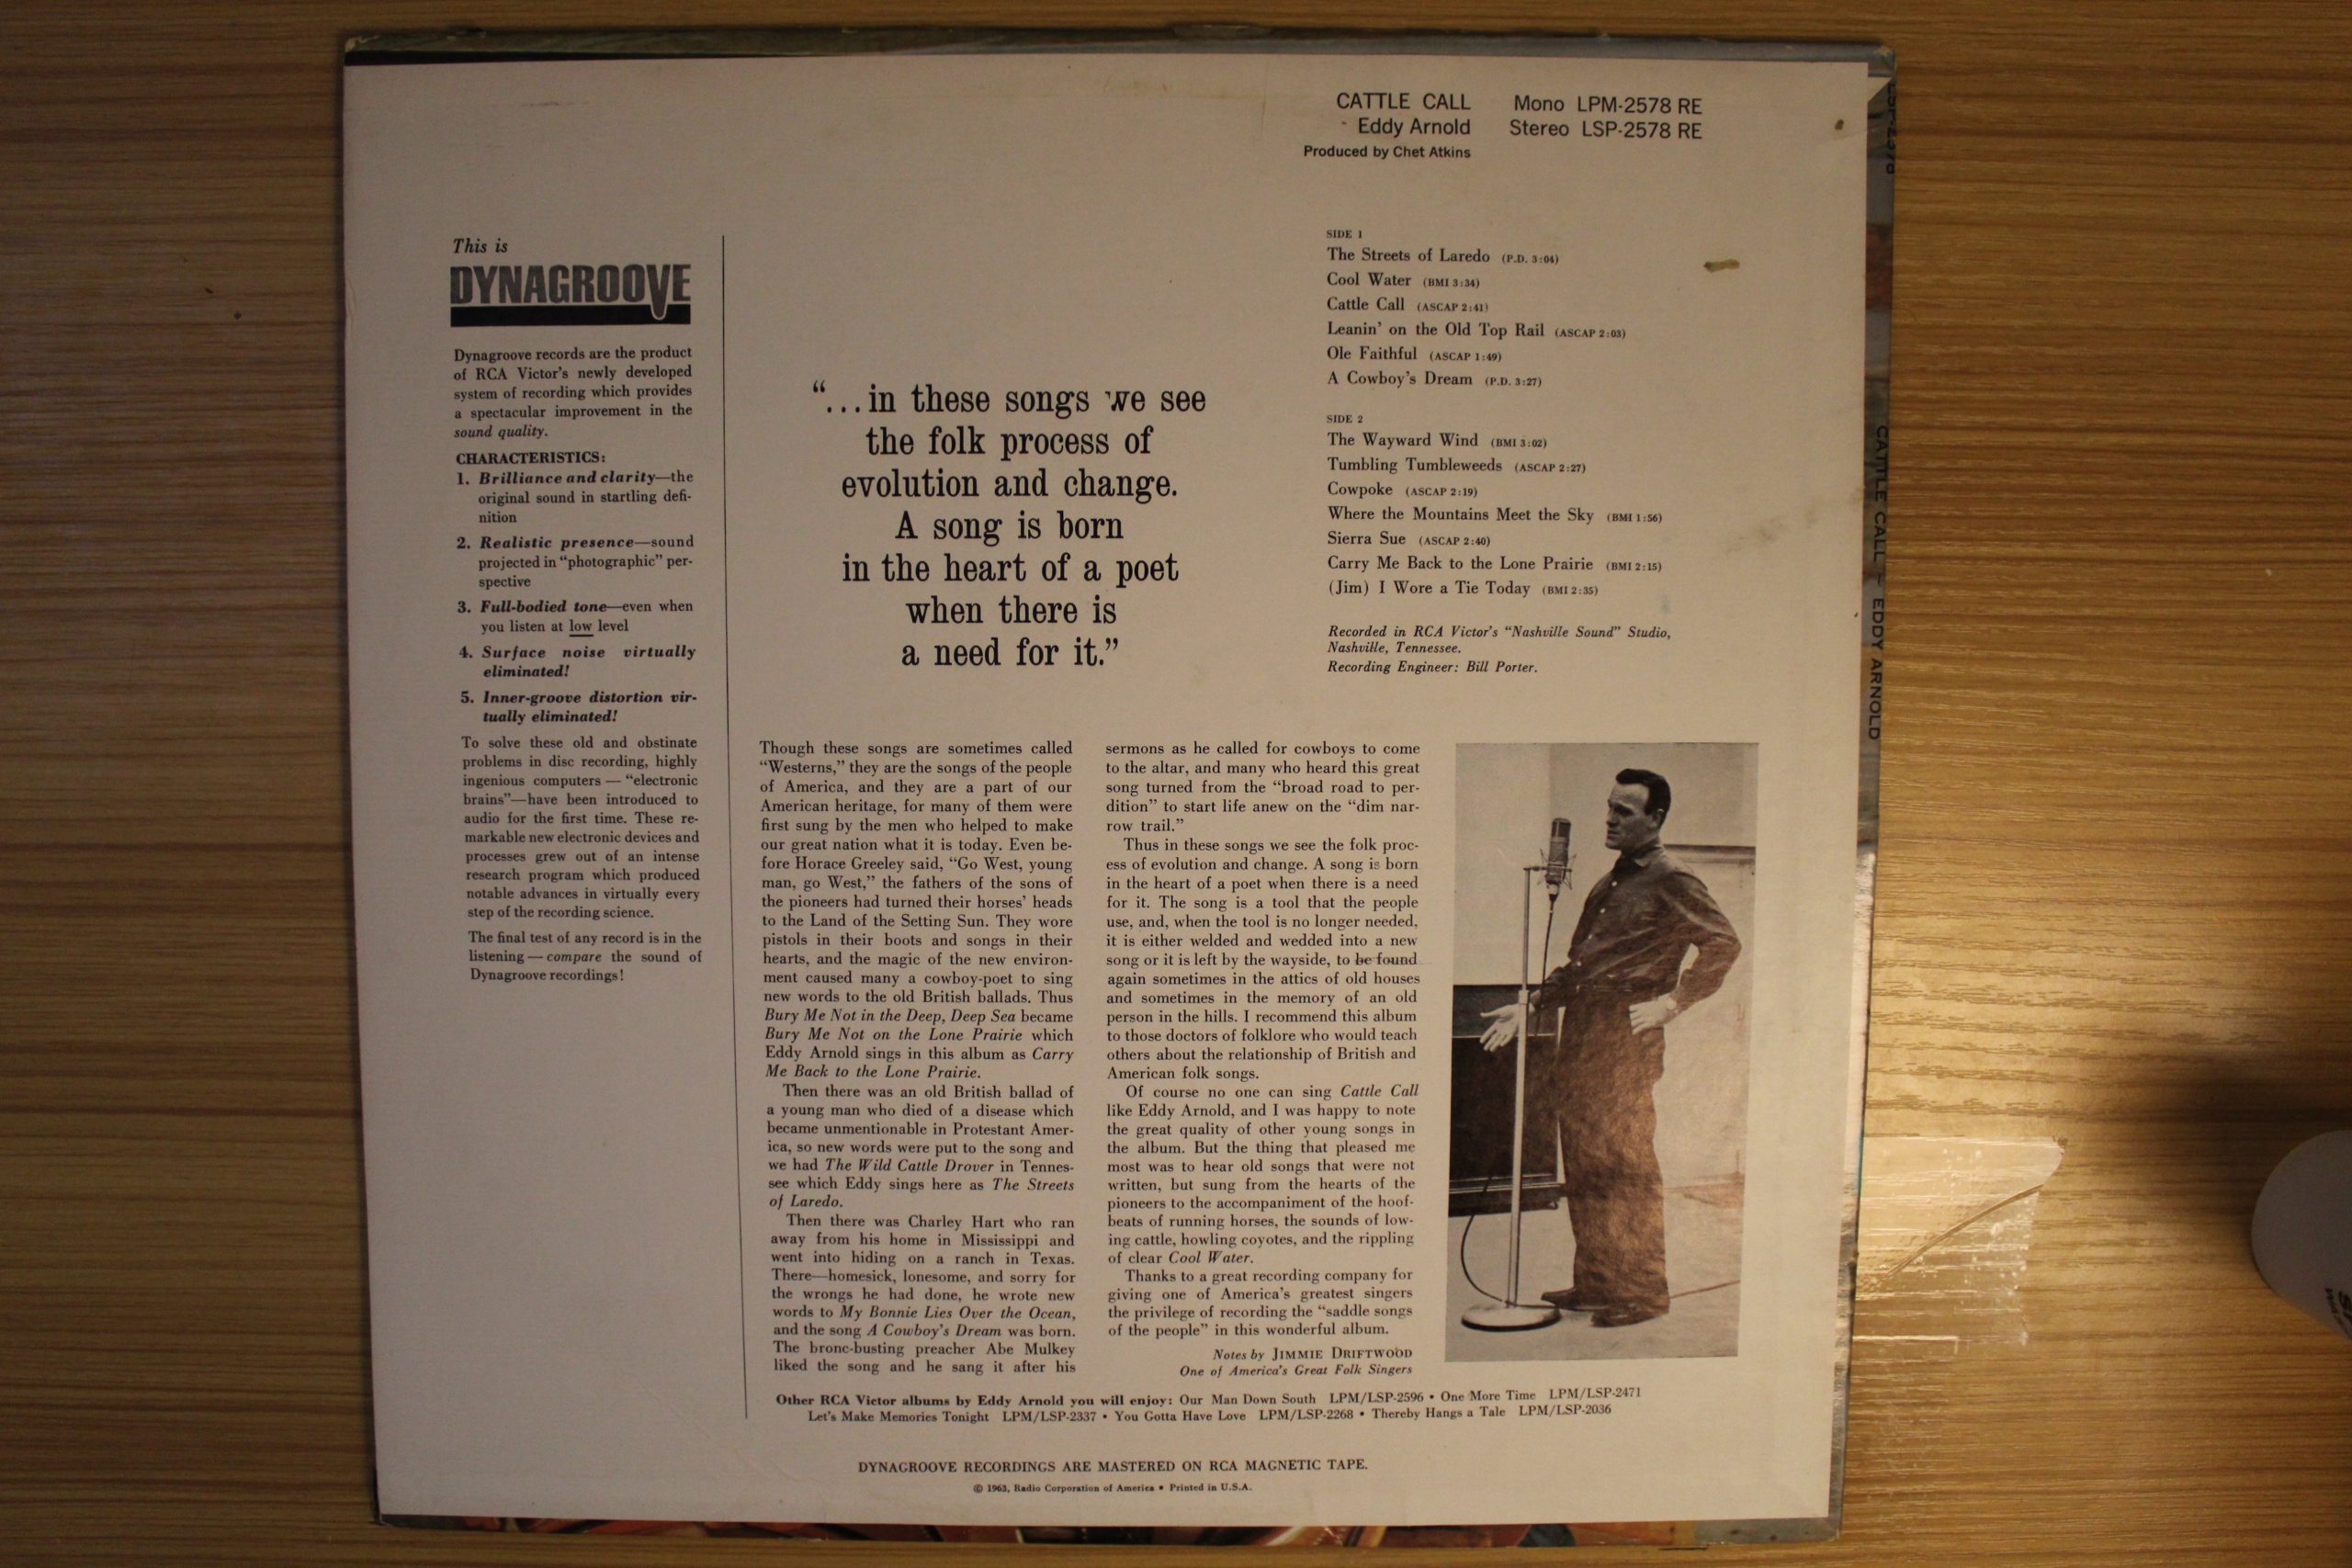 CATTLE CALL Mono LPM-2578 RE
Eddy Arnold Stereo LSP-2578 RE
Produced by Chet Atkins
This is
DYNAGROOVE
Dynagroove records are the product
of RCA Victor's newly developed
system of recording which provides
a spectacular improvement in the
sound quality.
CHARACTERISTICS:
1. Brilliance and clarity—the
original sound in startling defi-
nition
2. Realistic presence—sound
projected in “photographic” per-
spective
3. Full-bodied tone—even when
you listen at low level
4. Surface noise virtually
eliminated!
5. Inner-groove distortion vir-
tually eliminated!
To solve these old and obstinate
problems in disc recording, highly
ingenious computers — “electronic
brains”—have been introduced to
audio for the first time. These re-
markable new electronic devices and
processes grew out of an intense
research program which produced
notable advances in virtually every
step of the recording science.
The final test of any record is in the
listening — compare the sound of
Dynagroove recordings!
“...in these songs we see
the folk process of
evolution and change.
A song is born
in the heart of a poet
when there is
a need for it.”
SIDE 1
The Streets of Laredo (P.D. 3:04)
Cool Water (BMI 3:34)
Cattle Call (ASCAP 2:41)
Leanin' on the Old Top Rail (ASCAP 2:03)
Ole Faithful (ASCAP 1:49)
A Cowboy's Dream (P.D. 3:27)
SIDE 2
The Wayward Wind (BMI 3:02)
Tumbling Tumbleweeds (ASCAP 2:27)
Cowpoke (ASCAP 2:19)
Where the Mountains Meet the Sky (BMI 1:56)
Sierra Sue (ASCAP 2:40)
Carry Me Back to the Lone Prairie (BMI 2:15)
(Jim) I Wore a Tie Today (BMI 2:35)
Recorded in RCA Victor's “Nashville Sound” Studio,
Nashville, Tennessee.
Recording Engineer: Bill Porter.
Though these songs are sometimes called
“Westerns,” they are the songs of the people
of America, and they are a part of our
American heritage, for many of them were
first sung by the men who helped to make
our great nation what it is today. Even be-
fore Horace Greeley said, “Go West, young
man, go West,” the fathers of the sons of
the pioneers had turned their horses' heads
to the Land of the Setting Sun. They wore
pistols in their boots and songs in their
hearts, and the magic of the new environ-
ment caused many a cowboy-poet to sing
new words to the old British ballads. Thus
Bury Me Not in the Deep, Deep Sea became
Bury Me Not on the Lone Prairie which
Eddy Arnold sings in this album as Carry
Me Back to the Lone Prairie.
Then there was an old British ballad of
a young man who died of a disease which
became unmentionable in Protestant Amer-
ica, so new words were put to the song and
we had The Wild Cattle Drover in Tennes-
see which Eddy sings here as The Streets
of Laredo.
Then there was Charley Hart who ran
away from his home in Mississippi and
went into hiding on a ranch in Texas.
There—homesick, lonesome, and sorry for
the wrongs he had done, he wrote new
words to My Bonnie Lies Over the Ocean,
and the song A Cowboy's Dream was born.
The bronc-busting preacher Abe Mulkey
liked the song and he sang it after his
sermons as he called for cowboys to come
to the altar, and many who heard this great
song turned from the “broad road to per-
dition” to start life anew on the “dim nar-
row trail.”
Thus in these songs we see the folk proc-
ess of evolution and change. A song is born
in the heart of a poet when there is a need
for it. The song is a tool that the people
use, and, when the tool is no longer needed,
it is either welded and wedded into a new
song or it is left by the wayside, to be found
again sometimes in the attics of old houses
and sometimes in the memory of an old
person in the hills. I recommend this album
to those doctors of folklore who would teach
others about the relationship of British and
American folk songs.
Of course no one can sing Cattle Call
like Eddy Arnold, and I was happy to note
the great quality of other young songs in
the album. But the thing that pleased me
most was to hear old songs that were not
written, but sung from the hearts of the
pioneers to the accompaniment of the hoof-
beats of running horses, the sounds of low-
ing cattle, howling coyotes, and the rippling
of clear Cool Water.
Thanks to a great recording company for
giving one of America's greatest singers
the privilege of recording the “saddle songs
of the people” in this wonderful album.
Notes by JIMMIE DRIFTWOOD
One of America's Great Folk Singers
Other RCA Victor albums by Eddy Arnold you will enjoy: Our Man Down South LPM/LSP-2596 • One More Time LPM/LSP-2471
Let's Make Memories Tonight LPM/LSP-2337 • You Gotta Have Love LPM/LSP-2268 • Thereby Hangs a Tale LPM/LSP-2036
DYNAGROOVE RECORDINGS ARE MASTERED ON RCA MAGNETIC TAPE.
© 1963, Radio Corporation of America • Printed in U.S.A.
CATTLE CALL – EDDY ARNOLD